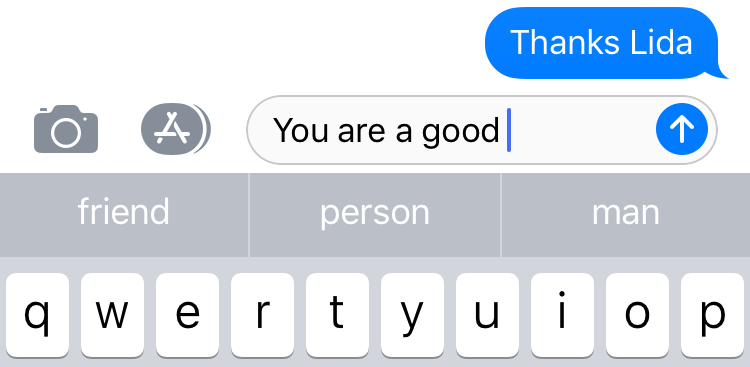 Thanks Lida
You are a good
friend person man
q w e r t y u i o p